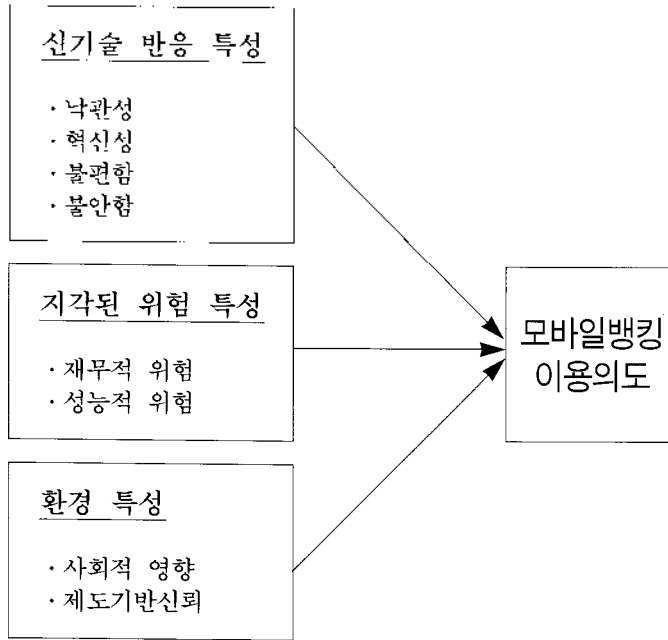 신기술 반응 특성
· 낙관성
· 혁신성
· 불편함
· 불안함
지각된 위험 특성
· 재무적 위험
· 성능적 위험
환경 특성
· 사회적 영향
· 제도기반신뢰
모바일뱅킹
이용의도